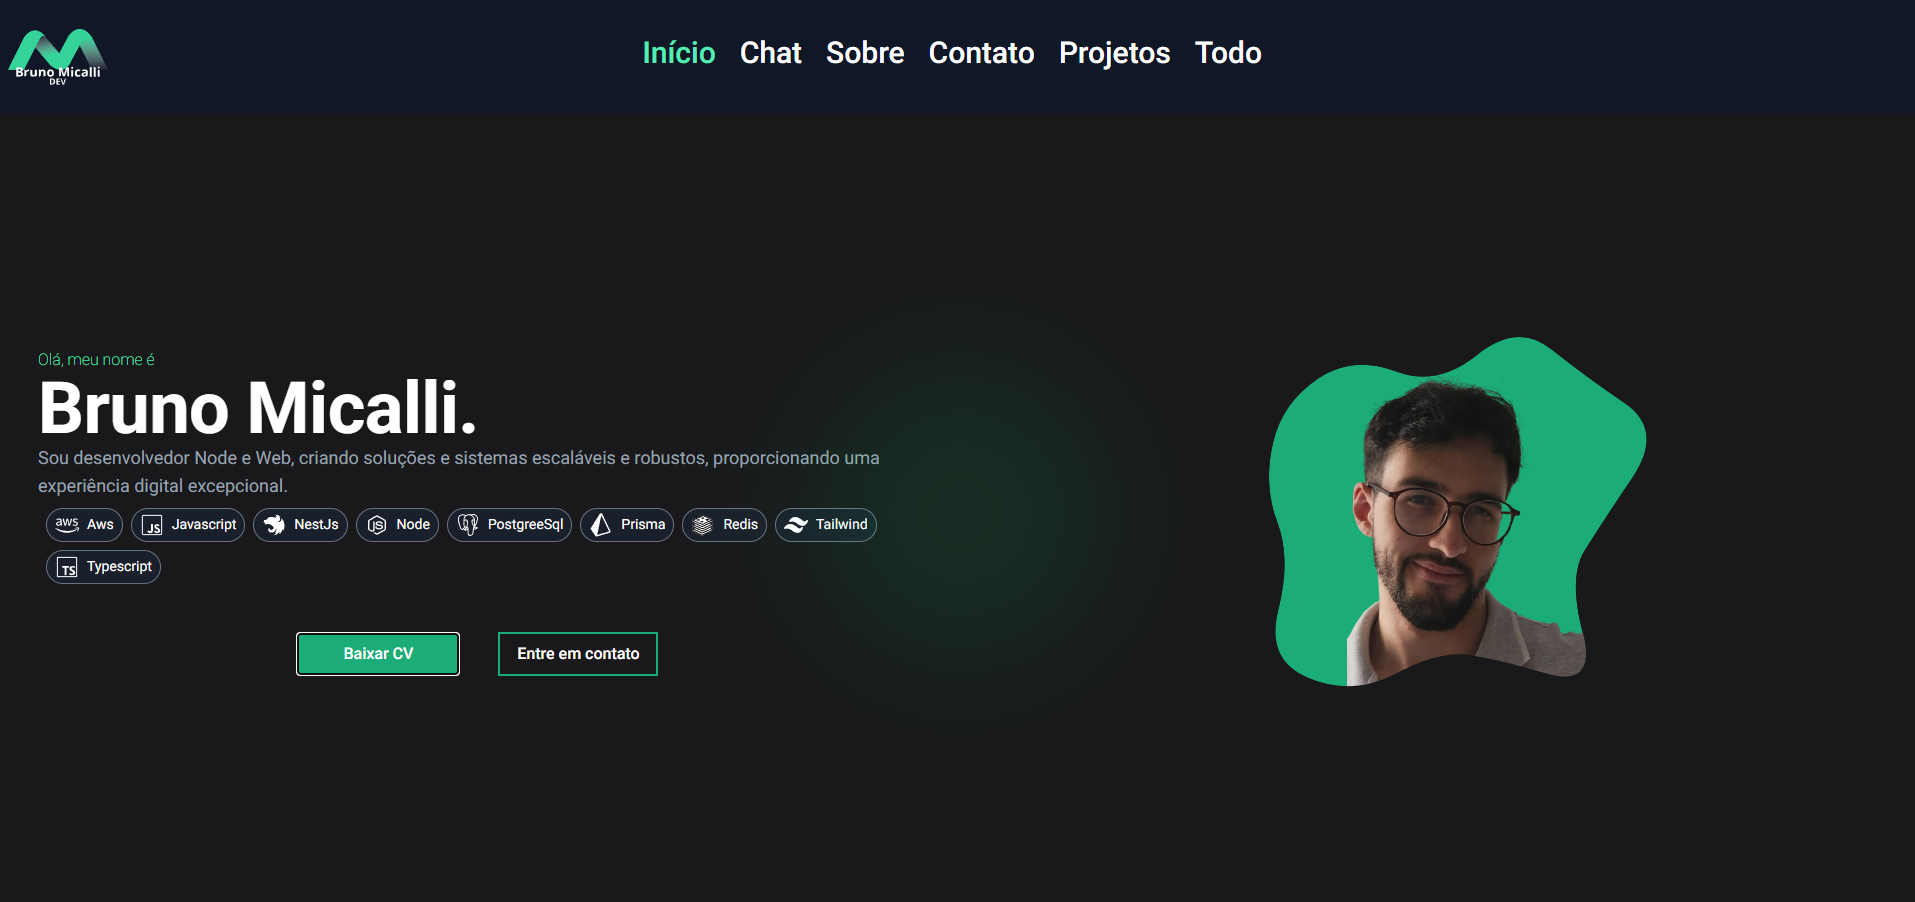 Bruno Micalli
DEV
Início Chat Sobre Contato Projetos Todo
Olá, meu nome é
Bruno Micalli.
Sou desenvolvedor Node e Web, criando soluções e sistemas escaláveis e robustos, proporcionando uma
experiência digital excepcional.
aws Aws JS Javascript NestJs JS Node PostgreeSql Prisma Redis Tailwind
TS Typescript
Baixar CV Entre em contato